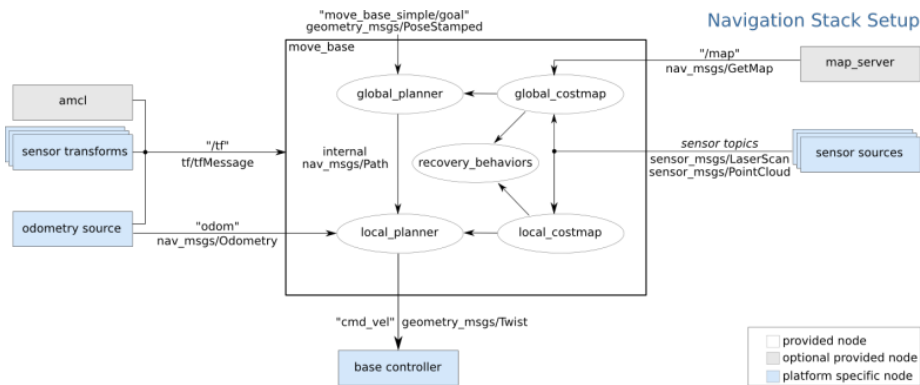 "move_base_simple/goal"
geometry_msgs/PoseStamped
Navigation Stack Setup
move_base
"/map"
nav_msgs/GetMap
map_server
global_planner
global_costmap
amcl
sensor transforms
"/tf"
tf/tfMessage
internal
nav_msgs/Path
recovery_behaviors
sensor topics
sensor_msgs/LaserScan
sensor_msgs/PointCloud
sensor sources
odometry source
"odom"
nav_msgs/Odometry
local_planner
local_costmap
"cmd_vel" geometry_msgs/Twist
base controller
provided node
optional provided node
platform specific node